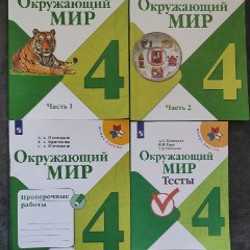 Окружающий
МИР
4
Часть 1
Окружающий
МИР
4
Часть 2
А. А. Плешаков
Окружающий
МИР
4
Проверочные
работы
Окружающий
МИР
Тесты
4